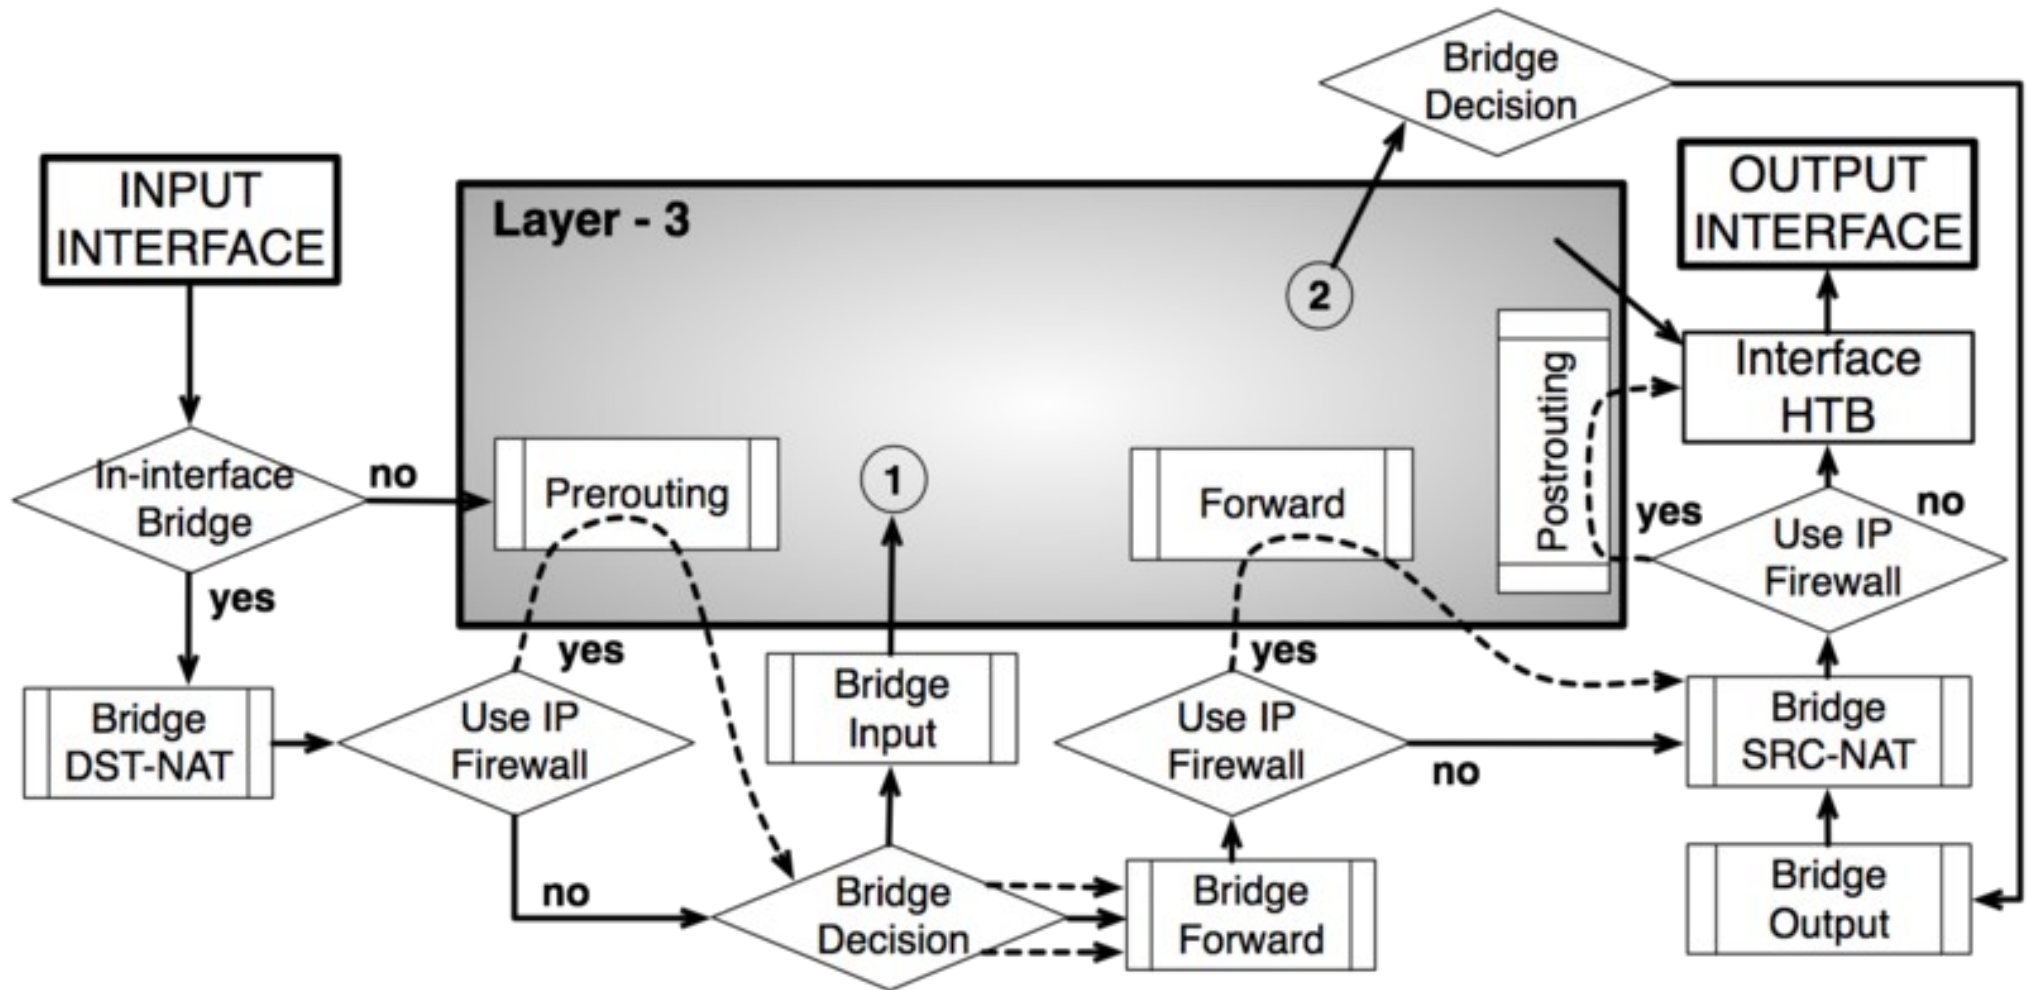 Bridge
Decision
INPUT
INTERFACE
Layer - 3
OUTPUT
INTERFACE
2
Interface
HTB
In-interface
Bridge
no
Prerouting
1
Forward
Postrouting
yes
no
Use IP
Firewall
yes
yes
yes
Bridge
DST-NAT
Use IP
Firewall
Bridge
Input
Use IP
Firewall
no
Bridge
SRC-NAT
no
Bridge
Decision
Bridge
Forward
Bridge
Output